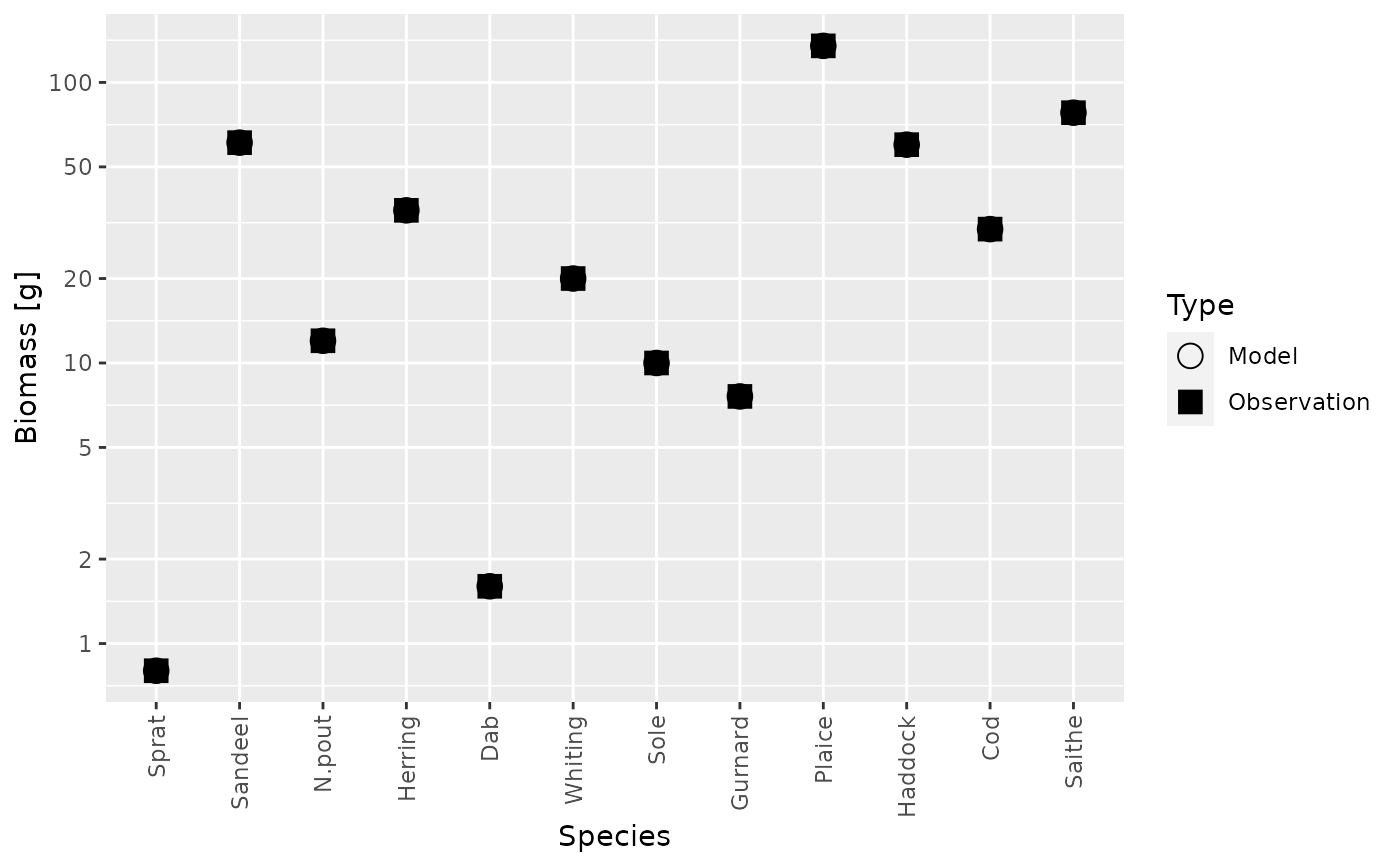 100
50
20
10
5
2
1
Biomass [g]
Sprat
Sandeel
N.pout
Herring
Dab
Whiting
Sole
Gurnard
Plaice
Haddock
Cod
Saithe
Species
Type
Model
Observation